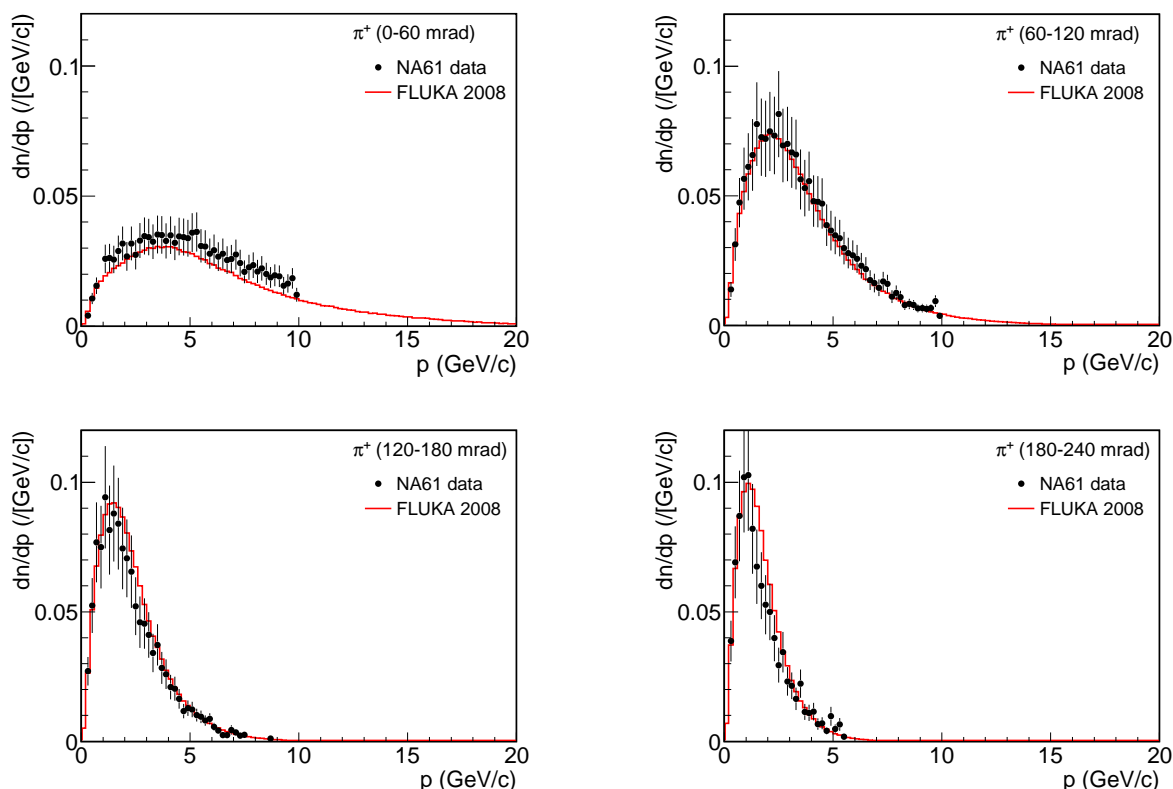 π⁺ (0-60 mrad)
NA61 data
FLUKA 2008
dn/dp (/[GeV/c])
0.1
0.05
0
0 5 10 15 20
p (GeV/c)
π⁺ (60-120 mrad)
NA61 data
FLUKA 2008
dn/dp (/[GeV/c])
0.1
0.05
0
0 5 10 15 20
p (GeV/c)
π⁺ (120-180 mrad)
NA61 data
FLUKA 2008
dn/dp (/[GeV/c])
0.1
0.05
0
0 5 10 15 20
p (GeV/c)
π⁺ (180-240 mrad)
NA61 data
FLUKA 2008
dn/dp (/[GeV/c])
0.1
0.05
0
0 5 10 15 20
p (GeV/c)